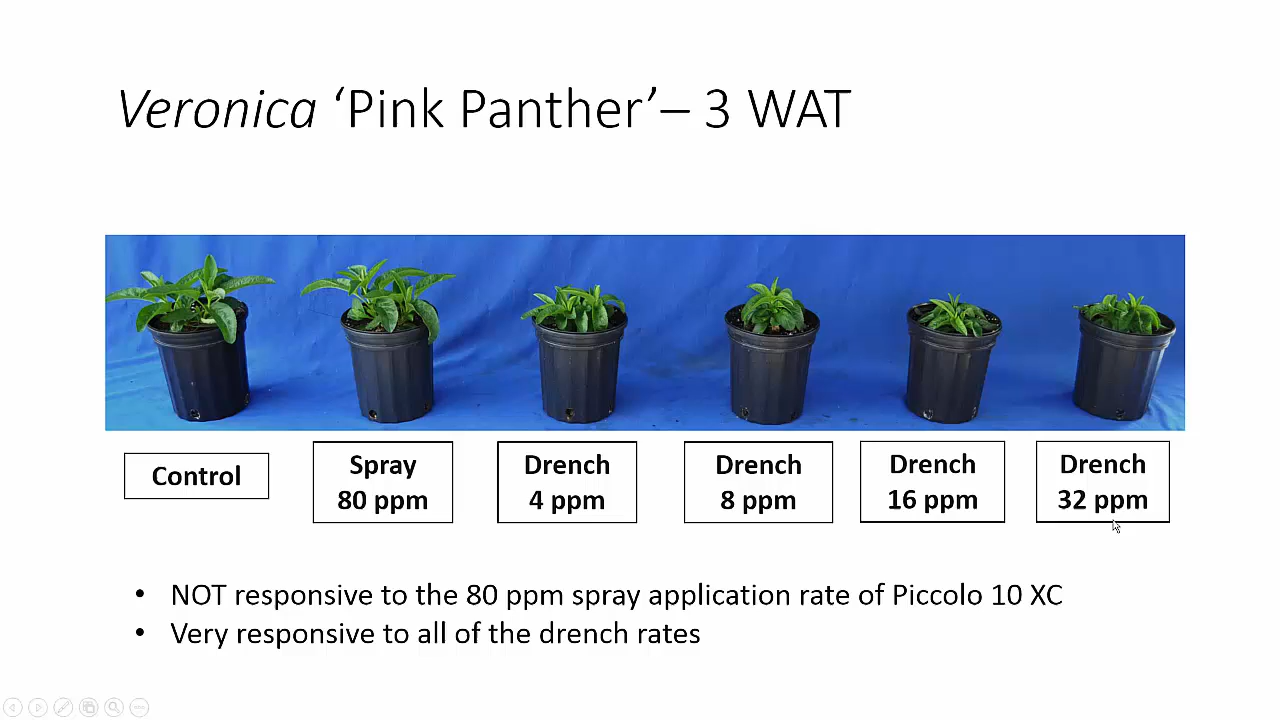 Veronica ‘Pink Panther’– 3 WAT
Control
Spray
80 ppm
Drench
4 ppm
Drench
8 ppm
Drench
16 ppm
Drench
32 ppm
• NOT responsive to the 80 ppm spray application rate of Piccolo 10 XC
• Very responsive to all of the drench rates